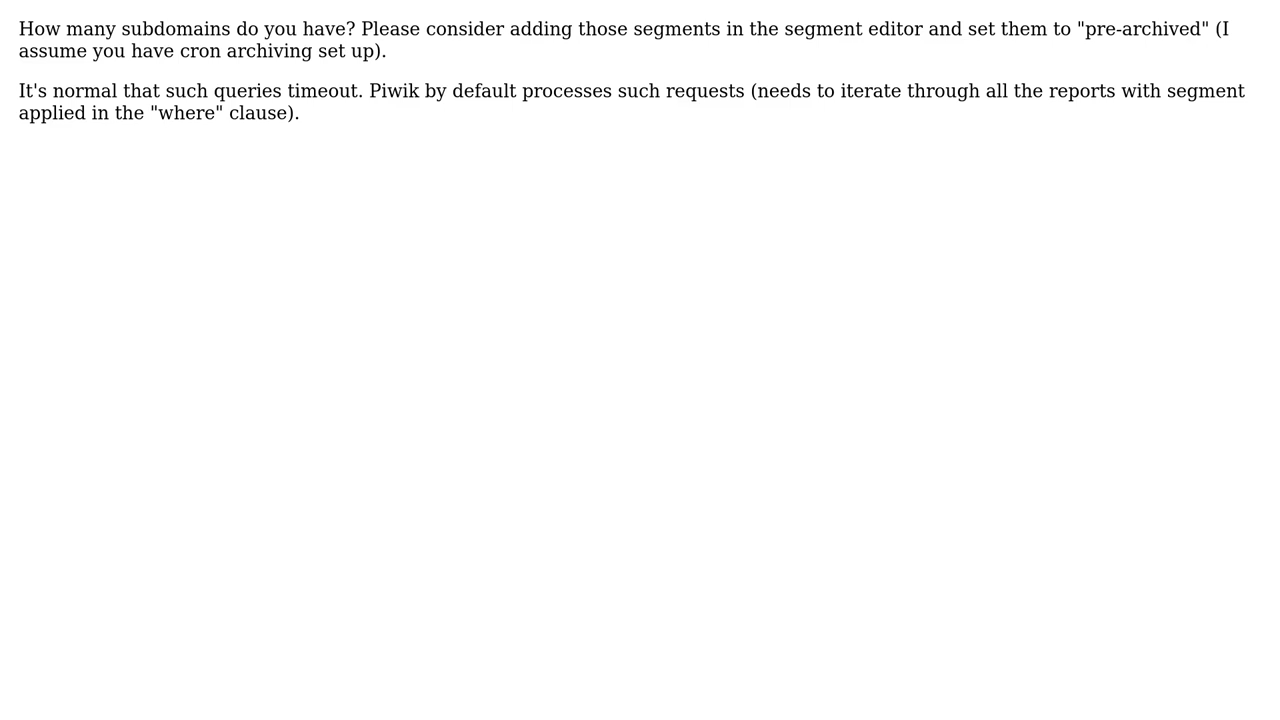 How many subdomains do you have? Please consider adding those segments in the segment editor and set them to "pre-archived" (I
assume you have cron archiving set up).
It's normal that such queries timeout. Piwik by default processes such requests (needs to iterate through all the reports with segment
applied in the "where" clause).